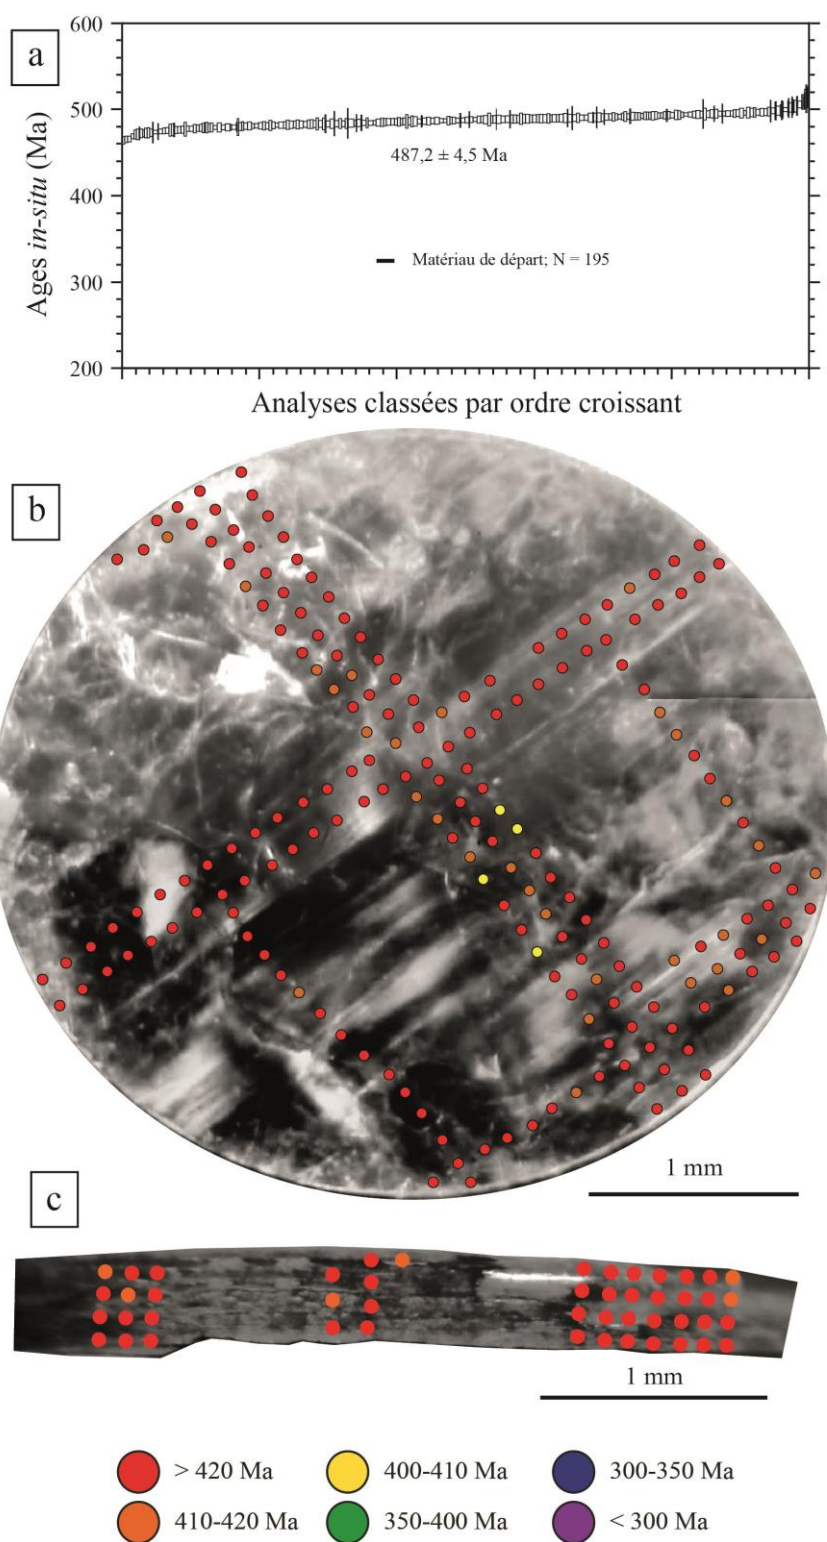 a
600
500
400
300
200
Ages in-situ (Ma)
487,2 ± 4,5 Ma
Matériau de départ; N = 195
Analyses classées par ordre croissant
b
1 mm
c
1 mm
> 420 Ma
400-410 Ma
300-350 Ma
410-420 Ma
350-400 Ma
< 300 Ma